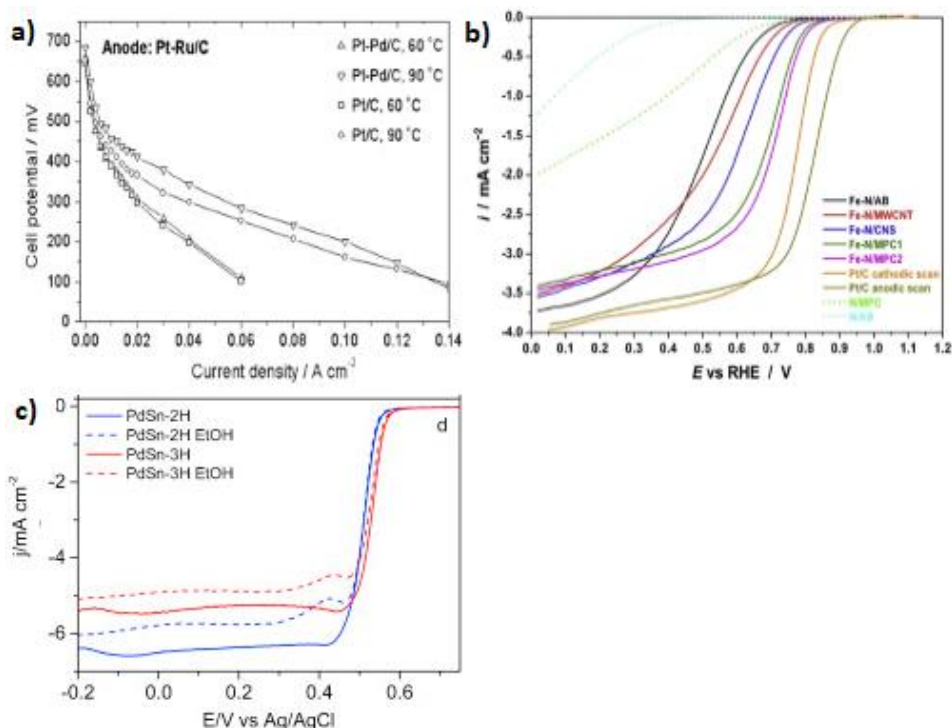 a)
Anode: Pt-Ru/C
Pt-Pd/C, 60 °C
Pt-Pd/C, 90 °C
Pt/C, 60 °C
Pt/C, 90 °C
700
600
500
400
300
200
100
0
Cell potential / mV
0.00 0.02 0.04 0.06 0.08 0.10 0.12 0.14
Current density / A cm⁻²
b)
0.0
-0.5
-1.0
-1.5
-2.0
-2.5
-3.0
-3.5
-4.0
i / mA cm⁻²
Fe-N/AB
Fe-N/MWCNT
Fe-N/CNS
Fe-N/MPC1
Fe-N/MPC2
Pt/C cathodic scan
Pt/C anodic scan
N/MPC
N/AB
0.0 0.1 0.2 0.3 0.4 0.5 0.6 0.7 0.8 0.9 1.0 1.1 1.2
E vs RHE / V
c)
d
PdSn-2H
PdSn-2H EtOH
PdSn-3H
PdSn-3H EtOH
0
-2
-4
-6
j/mA cm⁻²
-0.2 0.0 0.2 0.4 0.6
E/V vs Ag/AgCl